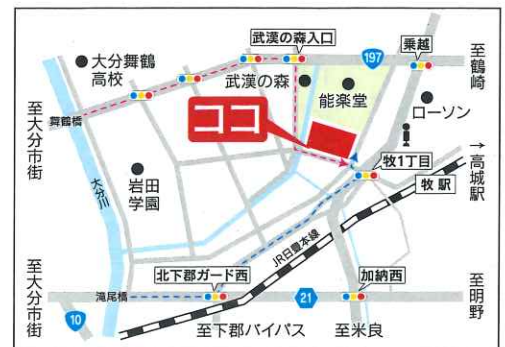 武漢の森入口
197
乗越
至鶴崎
大分舞鶴
高校
武漢の森
能楽堂
ローソン
舞鶴橋
至大分市街
ココ
→高城駅
牧1丁目
牧 駅
大分川
岩田
学園
JR日豊本線
北下郡ガード西
加納西
至大分市街
滝尾橋
21
至明野
10
至下郡バイパス
至米良